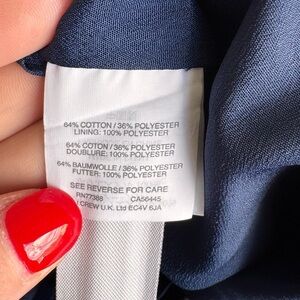 64% COTTON / 36% POLYESTER
LINING: 100% POLYESTER
64% COTTON / 36% POLYESTER
DOUBLURE: 100% POLYESTER
64% BAUMWOLLE / 36% POLYESTER
FUTTER: 100% POLYESTER
SEE REVERSE FOR CARE
RN77388 CA56445
CREW U.K. Ltd EC4V 6JA